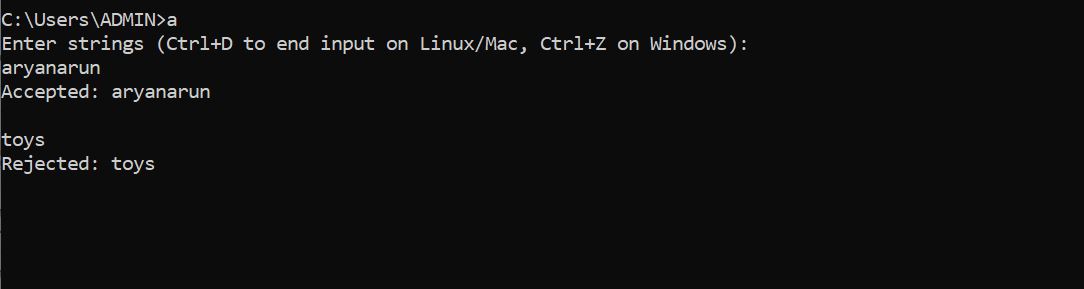 C:\Users\ADMIN>a
Enter strings (Ctrl+D to end input on Linux/Mac, Ctrl+Z on Windows):
aryanarun
Accepted: aryanarun
toys
Rejected: toys